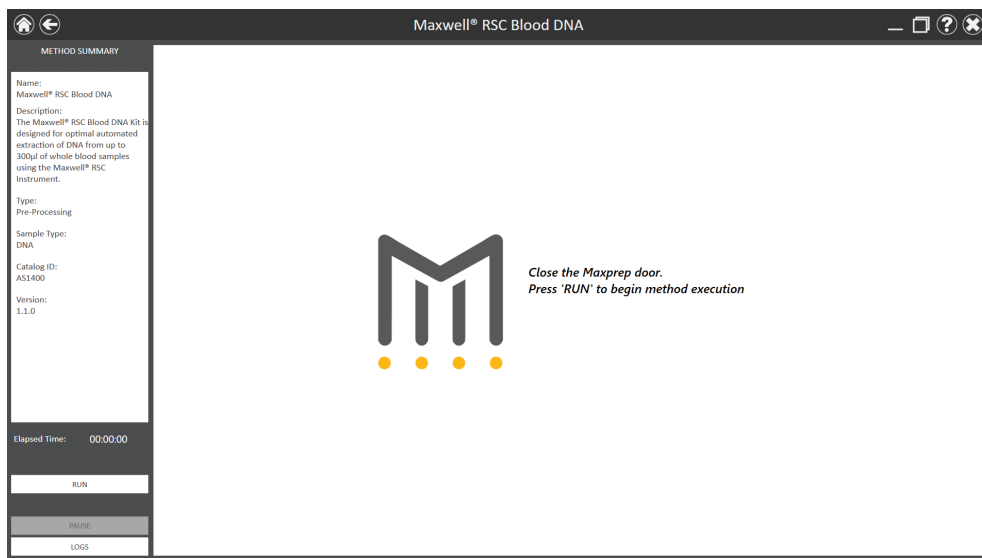 Maxwell® RSC Blood DNA
METHOD SUMMARY
Name:
Maxwell® RSC Blood DNA
Description:
The Maxwell® RSC Blood DNA Kit is
designed for optimal automated
extraction of DNA from up to
300µl of whole blood samples
using the Maxwell® RSC
Instrument.
Type:
Pre-Processing
Sample Type:
DNA
Catalog ID:
AS1400
Version:
1.1.0
Close the Maxprep door.
Press 'RUN' to begin method execution
Elapsed Time: 00:00:00
RUN
PAUSE
LOGS